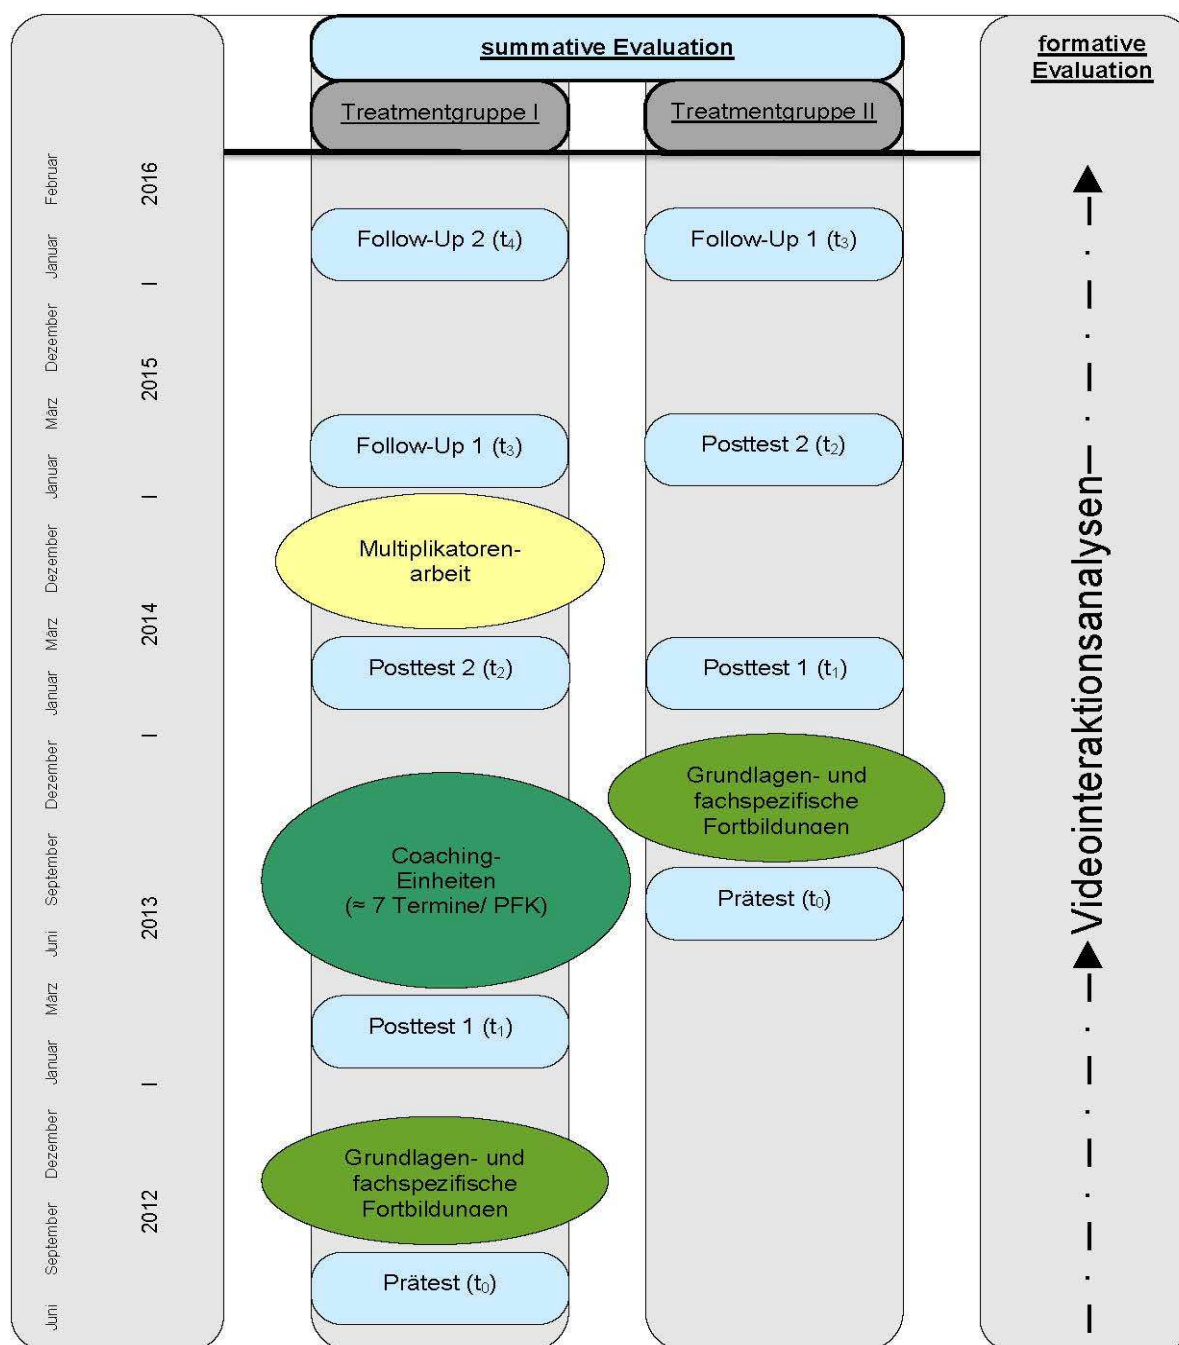 summative Evaluation
formative
Evaluation
Treatmentgruppe I
Treatmentgruppe II
Februar
2016
Januar
Follow-Up 2 (t₄)
Follow-Up 1 (t₃)
Dezember
2015
März
Januar
Follow-Up 1 (t₃)
Posttest 2 (t₂)
Dezember
Multiplikatoren-
arbeit
2014
März
Januar
Posttest 2 (t₂)
Posttest 1 (t₁)
Dezember
Grundlagen- und
fachspezifische
Fortbildungen
September
Coaching-
Einheiten
(≈ 7 Termine/ PFK)
Prätest (t₀)
2013
Juni
März
Januar
Posttest 1 (t₁)
Dezember
Grundlagen- und
fachspezifische
Fortbildungen
2012
September
Prätest (t₀)
Juni
Videointeraktionsanalysen